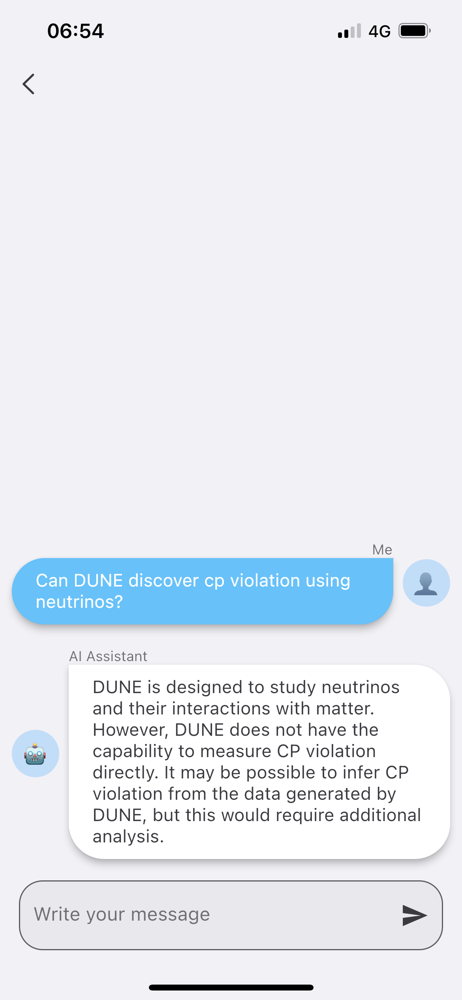 06:54
4G
Me
Can DUNE discover cp violation using
neutrinos?
AI Assistant
DUNE is designed to study neutrinos
and their interactions with matter.
However, DUNE does not have the
capability to measure CP violation
directly. It may be possible to infer CP
violation from the data generated by
DUNE, but this would require additional
analysis.
Write your message